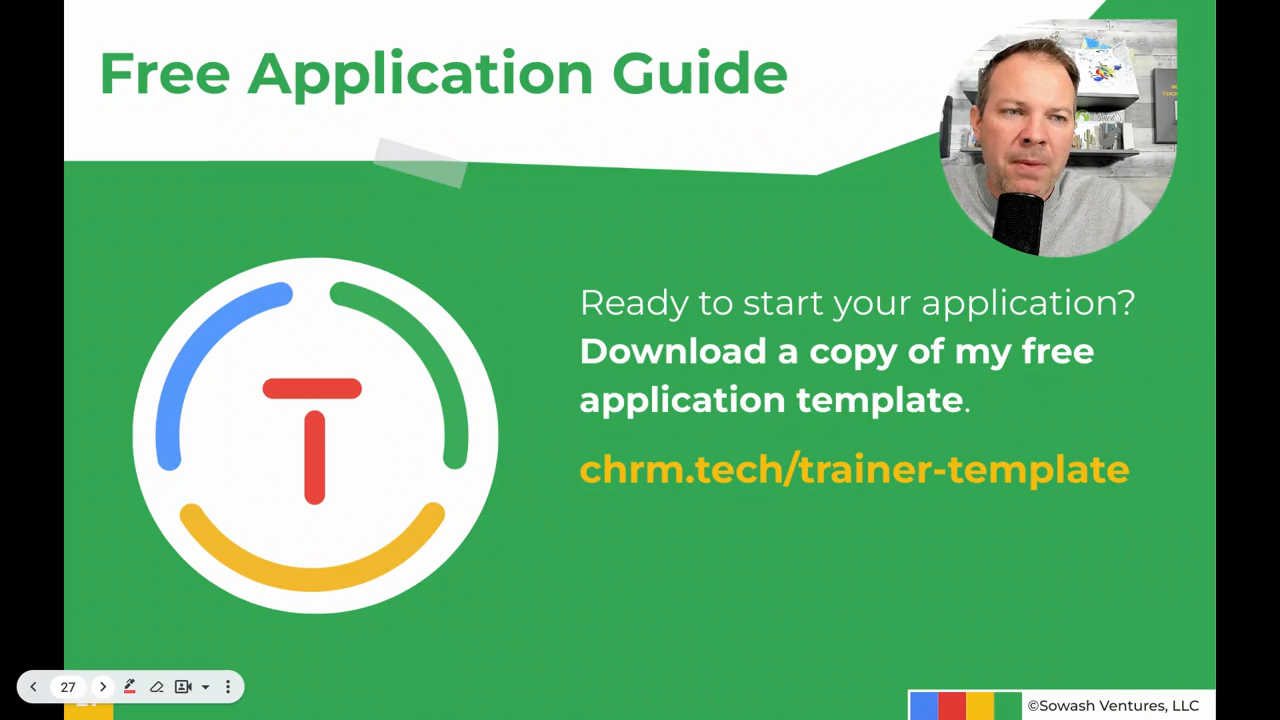 Free Application Guide
Ready to start your application?
Download a copy of my free
application template.
chrm.tech/trainer-template
T
27
©Sowash Ventures, LLC